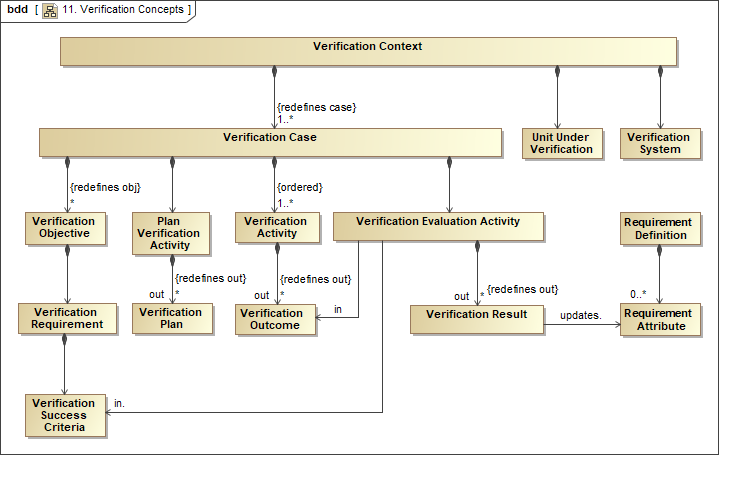 bdd [ 11. Verification Concepts ]
Verification Context
{redefines case}
1..*
Verification Case
Unit Under
Verification
Verification
System
{redefines obj}
*
{ordered}
1..*
Verification
Objective
Plan
Verification
Activity
Verification
Activity
Verification Evaluation Activity
Requirement
Definition
{redefines out}
out *
{redefines out}
out *
{redefines out}
out *
0..*
Verification
Requirement
Verification
Plan
Verification
Outcome
in
Verification Result
updates.
Requirement
Attribute
Verification
Success
Criteria
in.